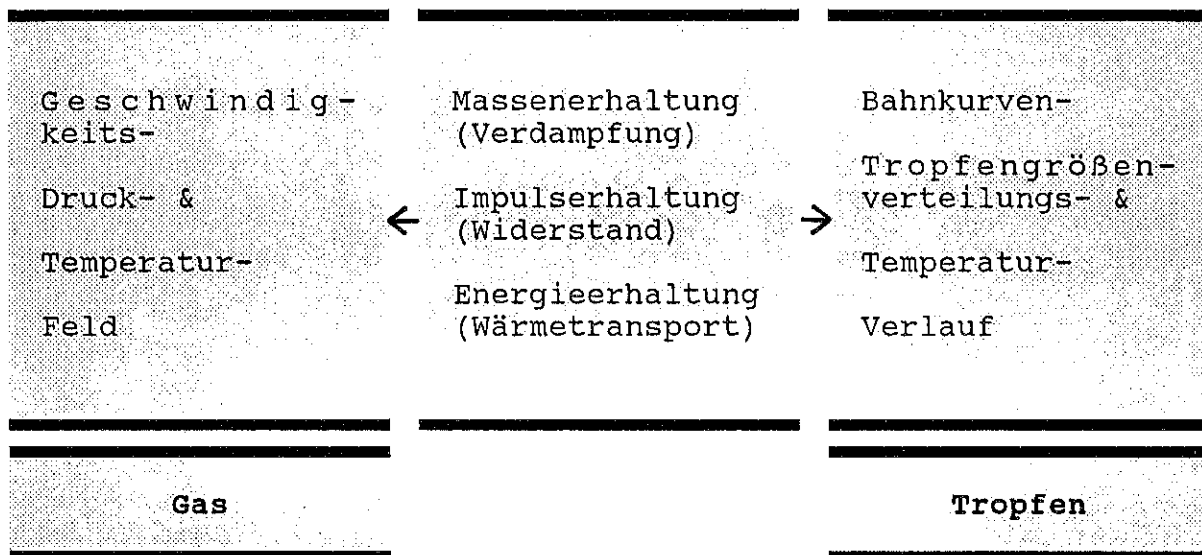 Geschwindig-
keits-
Druck- &
Temperatur-
Feld
←
Massenerhaltung
(Verdampfung)
Impulserhaltung
(Widerstand)
Energieerhaltung
(Wärmetransport)
→
Bahnkurven-
Tropfengrößen-
verteilungs- &
Temperatur-
Verlauf
Gas
Tropfen